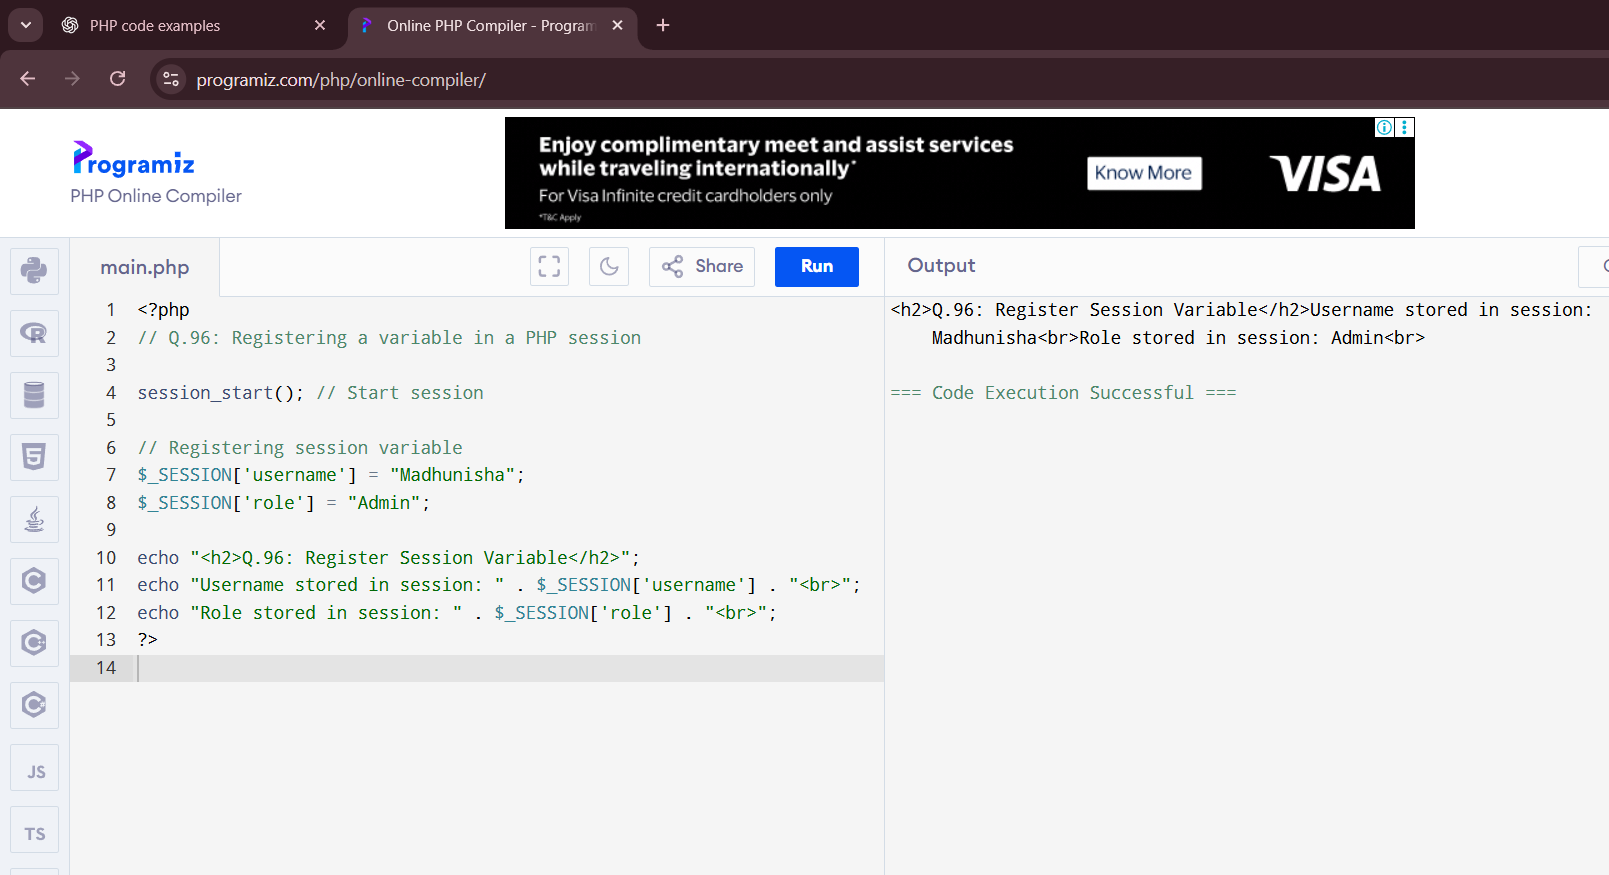 PHP code examples
Online PHP Compiler - Program
programiz.com/php/online-compiler/
Programiz
PHP Online Compiler
Enjoy complimentary meet and assist services
while traveling internationally*
For Visa Infinite credit cardholders only
*T&C Apply
Know More
VISA
main.php
Share
Run
Output
1 <?php
2 // Q.96: Registering a variable in a PHP session
3
4 session_start(); // Start session
5
6 // Registering session variable
7 $_SESSION['username'] = "Madhunisha";
8 $_SESSION['role'] = "Admin";
9
10 echo "<h2>Q.96: Register Session Variable</h2>";
11 echo "Username stored in session: " . $_SESSION['username'] . "<br>";
12 echo "Role stored in session: " . $_SESSION['role'] . "<br>";
13 ?>
14
<h2>Q.96: Register Session Variable</h2>Username stored in session:
Madhunisha<br>Role stored in session: Admin<br>
=== Code Execution Successful ===
R
5
C
C
C
JS
TS